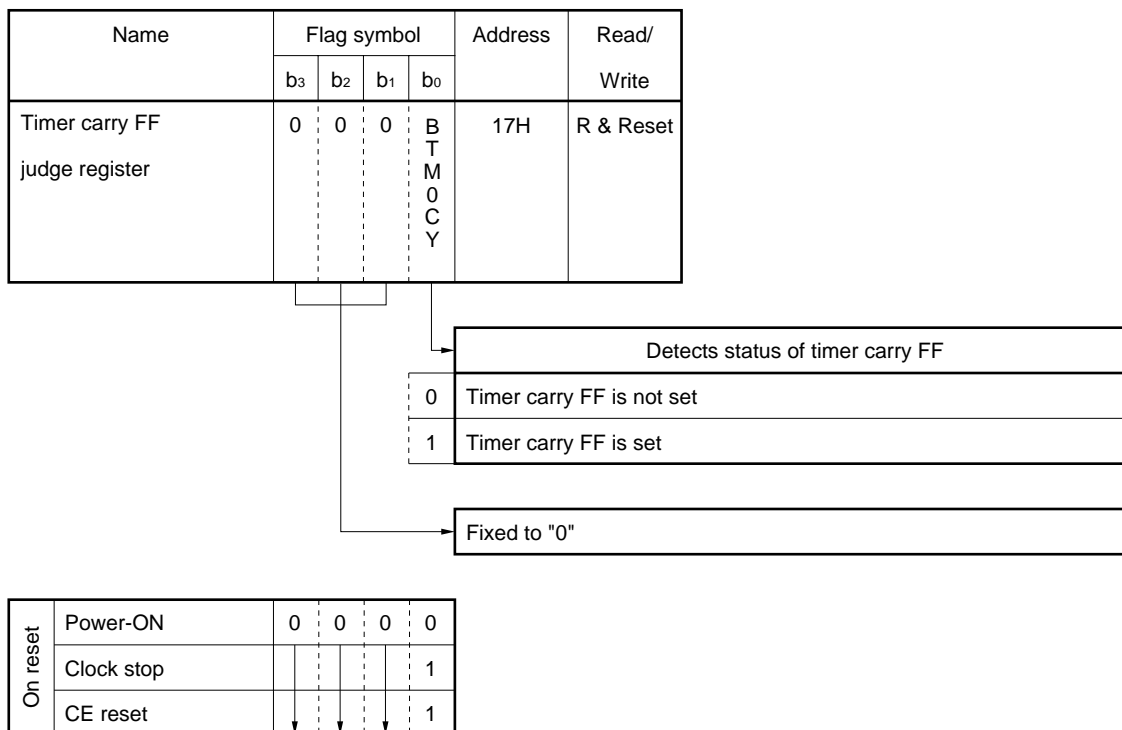 Name Flag symbol Address Read/
b3 b2 b1 b0 Write
Timer carry FF 0 0 0 BTM0CY 17H R & Reset
judge register
Detects status of timer carry FF
0 Timer carry FF is not set
1 Timer carry FF is set
Fixed to "0"
On reset
Power-ON 0 0 0 0
Clock stop 1
CE reset 1